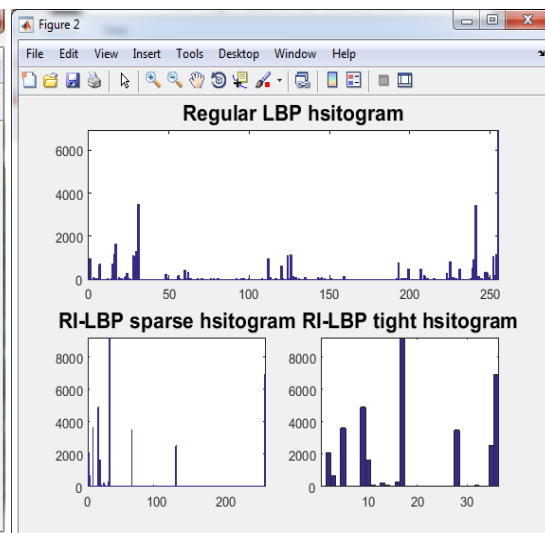 Figure 2
File Edit View Insert Tools Desktop Window Help
Regular LBP hsitogram
6000
4000
2000
0
0 50 100 150 200 250
RI-LBP sparse hsitogram RI-LBP tight hsitogram
8000 8000
6000 6000
4000 4000
2000 2000
0 0
0 100 200 10 20 30